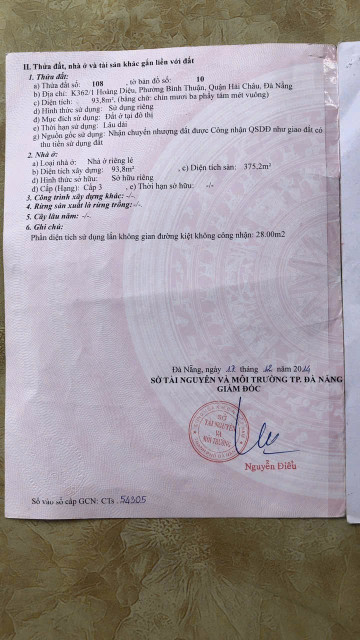 II. Thửa đất, nhà ở và tài sản khác gắn liền với đất
1. Thửa đất:
a) Thửa đất số: 108, tờ bản đồ số: 10
b) Địa chỉ: K362/1 Hoàng Diệu, Phường Bình Thuận, Quận Hải Châu, Đà Nẵng
c) Diện tích: 93,8m², (bằng chữ: chín mươi ba phẩy tám mét vuông)
d) Hình thức sử dụng: Sử dụng riêng
đ) Mục đích sử dụng: Đất ở tại đô thị
e) Thời hạn sử dụng: Lâu dài
g) Nguồn gốc sử dụng: Nhận chuyển nhượng đất được Công nhận QSDĐ như giao đất có
thu tiền sử dụng đất
2. Nhà ở:
a) Loại nhà ở: Nhà ở riêng lẻ
b) Diện tích xây dựng: 93,8m², c) Diện tích sàn: 375,2m²
d) Hình thức sở hữu: Sở hữu riêng
đ) Cấp (Hạng): Cấp 3, e) Thời hạn sở hữu: -/-
3. Công trình xây dựng khác: -/-
4. Rừng sản xuất là rừng trồng: -/-
5. Cây lâu năm: -/-
6. Ghi chú:
Phần diện tích sử dụng lấn không gian đường kiệt không công nhận: 28.00m2
Đà Nẵng, ngày 17 tháng 12 năm 2014
SỞ TÀI NGUYÊN VÀ MÔI TRƯỜNG TP. ĐÀ NẴNG
GIÁM ĐỐC
SỞ
TÀI NGUYÊN
VÀ
MÔI TRƯỜNG
Nguyễn Điểu
Số vào sổ cấp GCN: CTs 54905